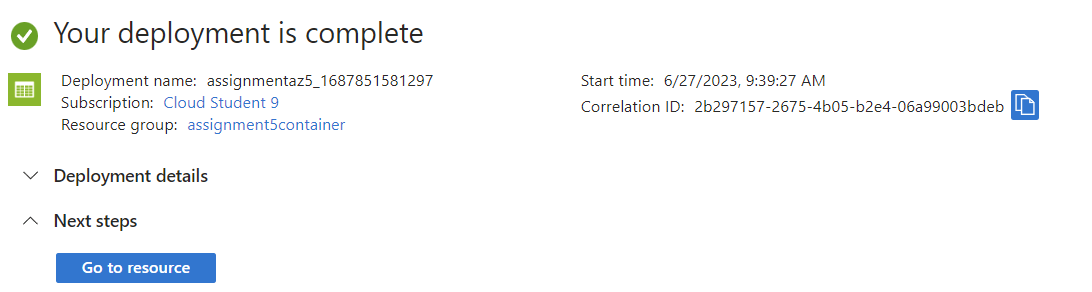 Your deployment is complete
Deployment name: assignmentaz5_1687851581297
Subscription: Cloud Student 9
Resource group: assignment5container
Start time: 6/27/2023, 9:39:27 AM
Correlation ID: 2b297157-2675-4b05-b2e4-06a99003bdeb
Deployment details
Next steps
Go to resource